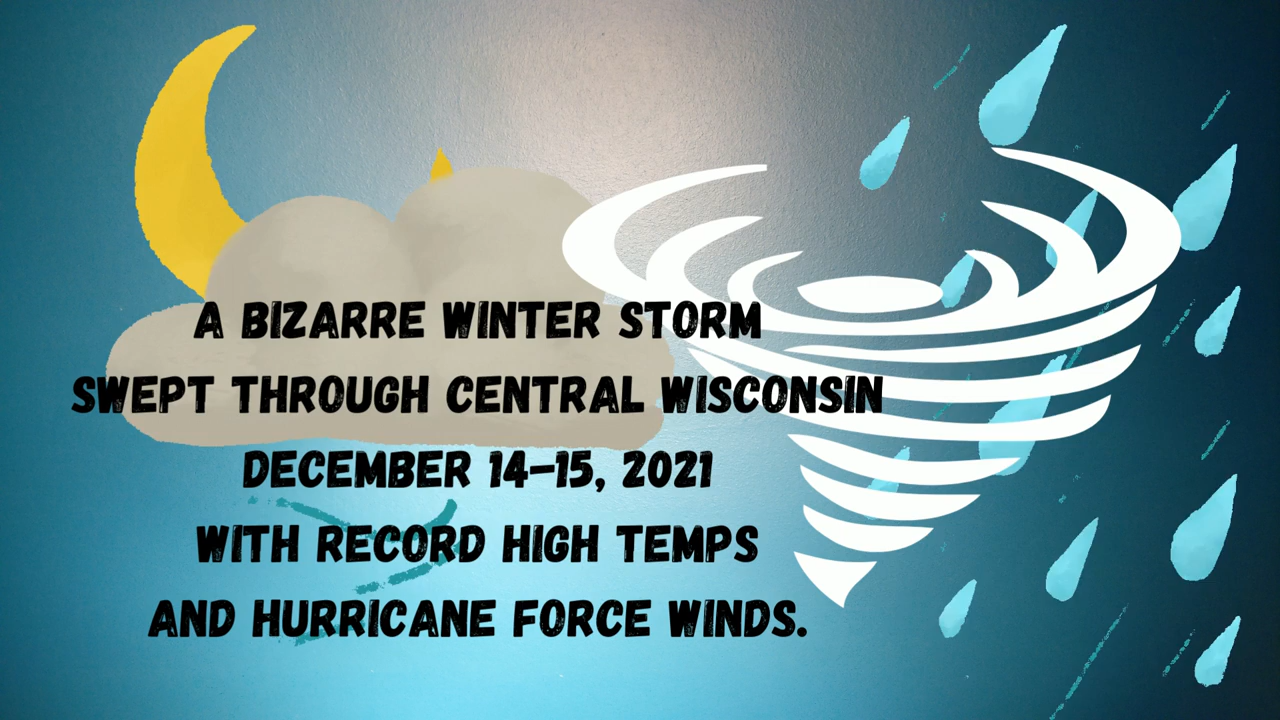 A BIZARRE WINTER STORM
SWEPT THROUGH CENTRAL WISCONSIN
DECEMBER 14–15, 2021
WITH RECORD HIGH TEMPS
AND HURRICANE FORCE WINDS.